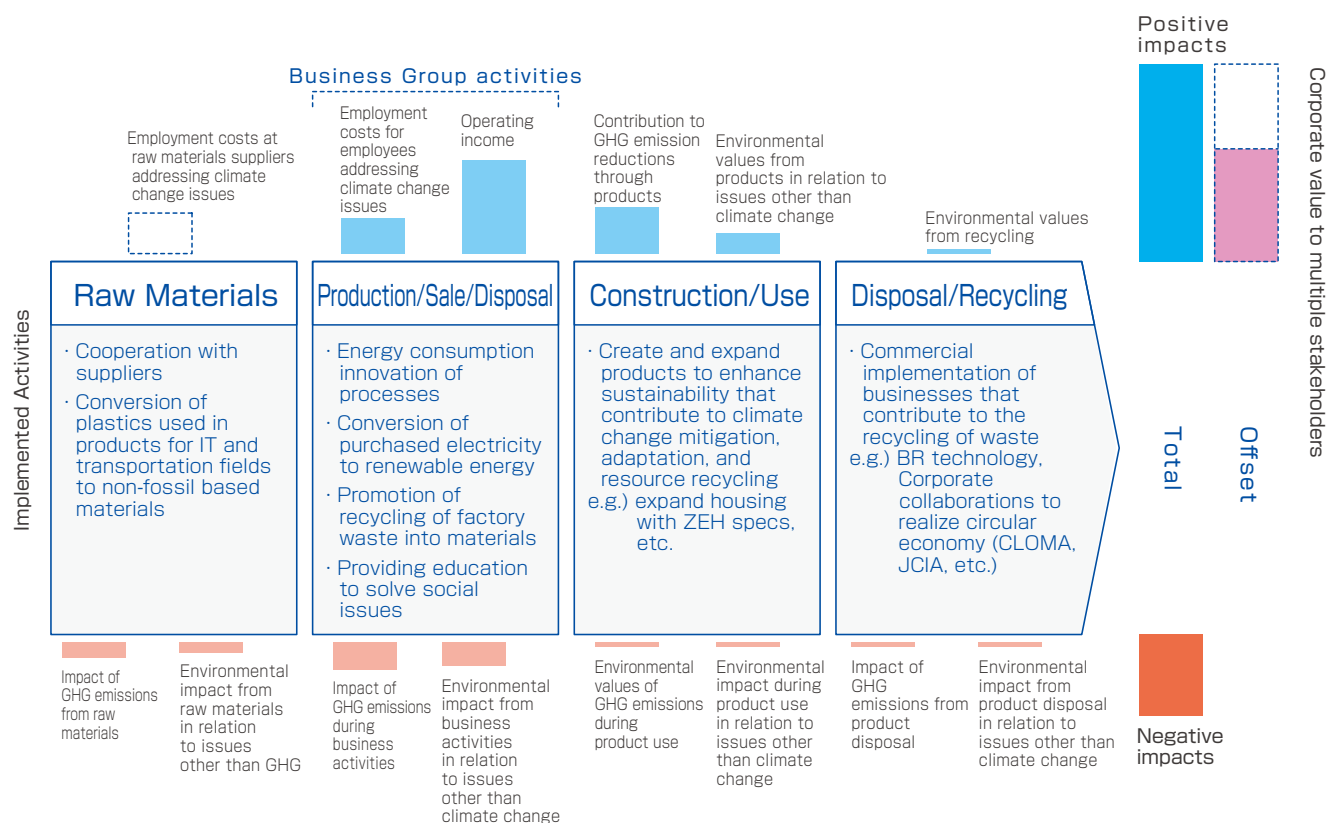 Positive
impacts
Business Group activities
Employment costs at
raw materials suppliers
addressing climate
change issues
Employment
costs for
employees
addressing
climate change
issues
Operating
income
Contribution to
GHG emission
reductions
through
products
Environmental
values from
products in relation to
issues other than
climate change
Environmental values
from recycling
Implemented Activities
Raw Materials
· Cooperation with
suppliers
· Conversion of
plastics used in
products for IT and
transportation fields
to non-fossil based
materials
Production/Sale/Disposal
· Energy consumption
innovation of
processes
· Conversion of
purchased electricity
to renewable energy
· Promotion of
recycling of factory
waste into materials
· Providing education
to solve social
issues
Construction/Use
· Create and expand
products to enhance
sustainability that
contribute to climate
change mitigation,
adaptation, and
resource recycling
e.g.) expand housing
with ZEH specs,
etc.
Disposal/Recycling
· Commercial
implementation of
businesses that
contribute to the
recycling of waste
e.g.) BR technology,
Corporate
collaborations to
realize circular
economy (CLOMA,
JCIA, etc.)
Total
Offset
Corporate value to multiple stakeholders
Impact of
GHG emissions
from raw
materials
Environmental
impact from
raw materials
in relation
to issues
other than GHG
Impact of
GHG emissions
during
business
activities
Environmental
impact from
business
activities
in relation
to issues
other than
climate change
Environmental
values of
GHG emissions
during
product use
Environmental
impact during
product use
in relation to
issues other
than climate
change
Impact of
GHG
emissions from
product
disposal
Environmental
impact from
product disposal
in relation to
issues other than
climate change
Negative
impacts